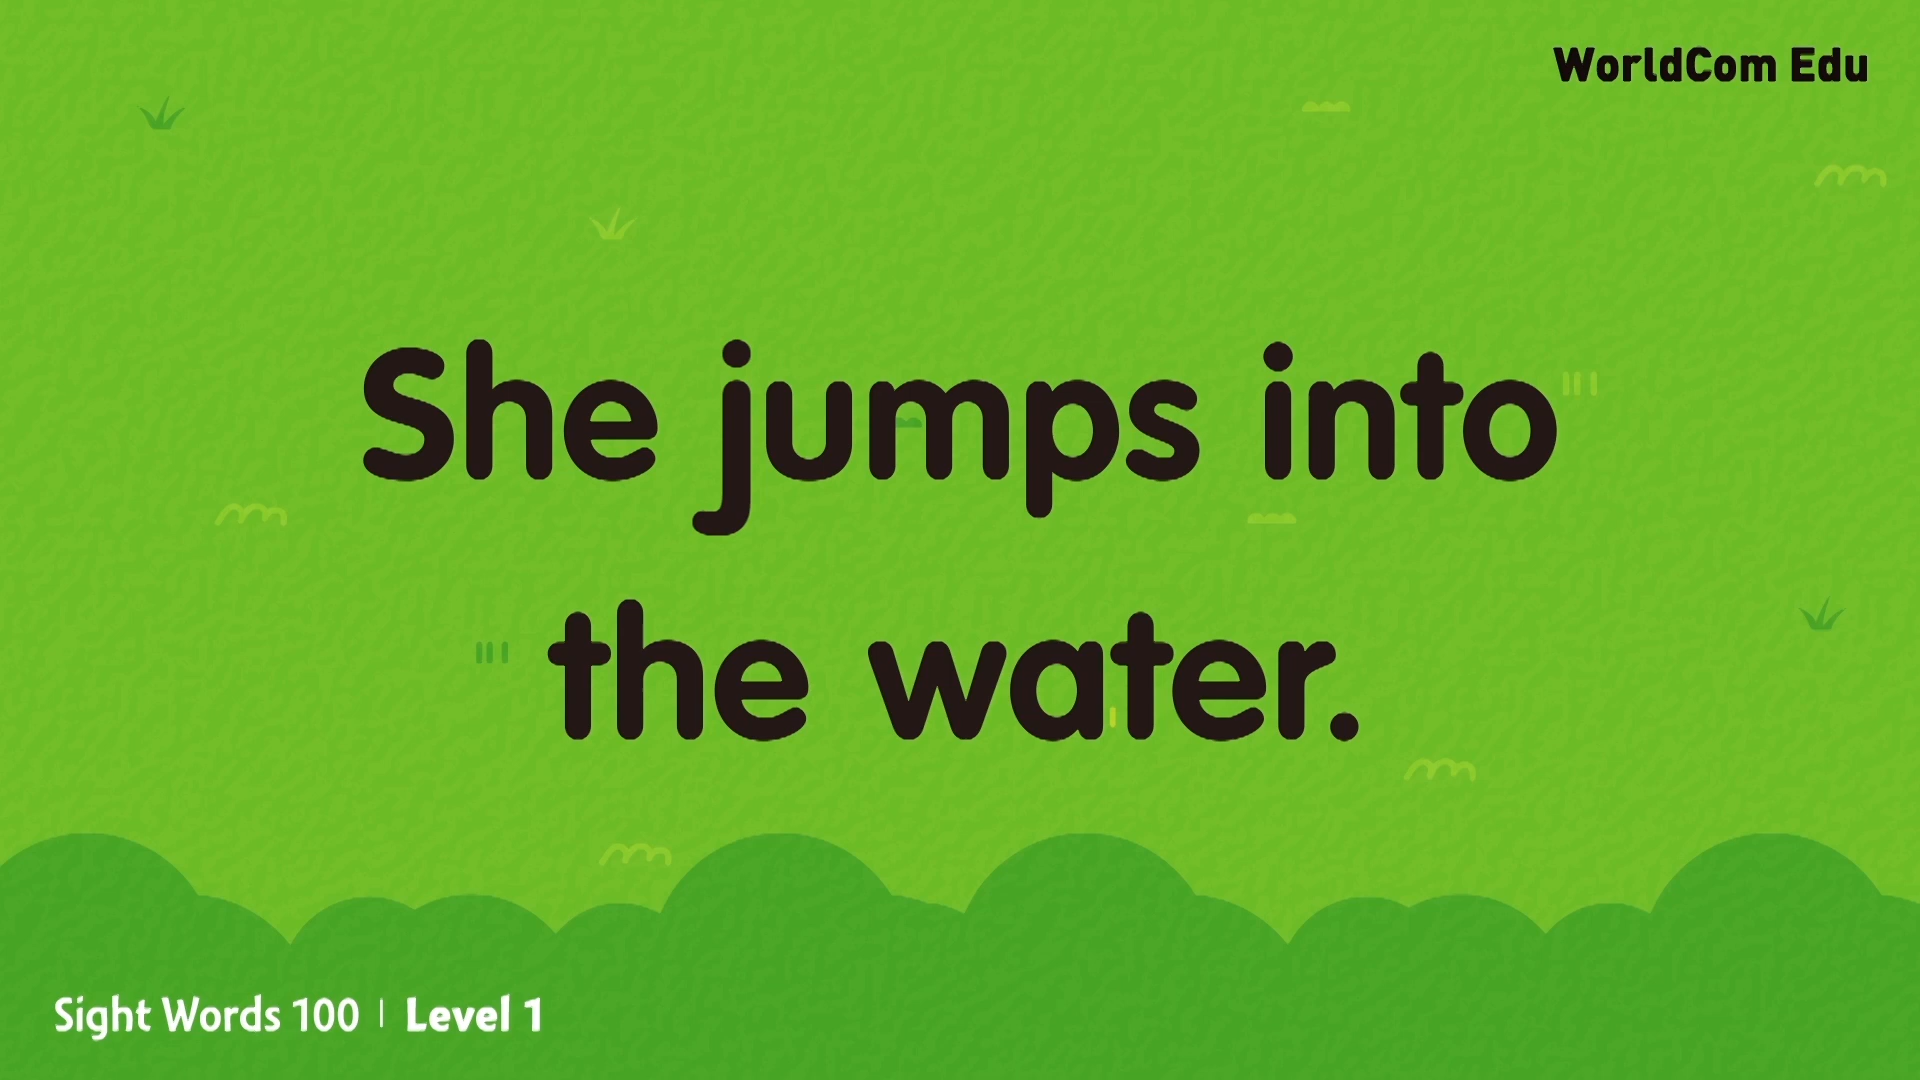 WorldCom Edu
She jumps into
the water.
Sight Words 100 | Level 1